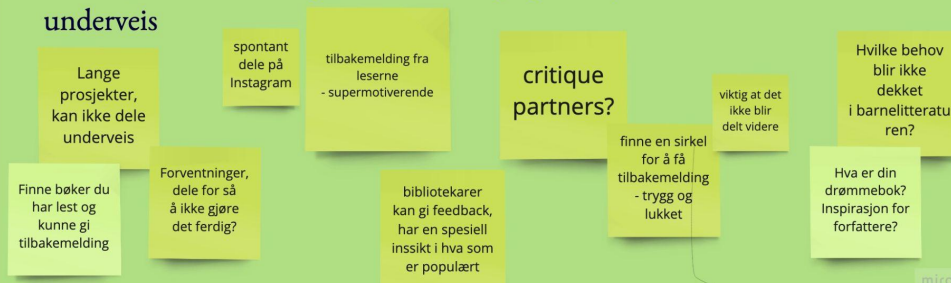 underveis
Lange
prosjekter,
kan ikke dele
underveis
spontant
dele på
Instagram
tilbakemelding fra
leserne
- supermotiverende
critique
partners?
viktig at det
ikke blir
delt videre
Hvilke behov
blir ikke
dekket
i barnelitteratu
ren?
Finne bøker du
har lest og
kunne gi
tilbakemelding
Forventninger,
dele for så
å ikke gjøre
det ferdig?
bibliotekarer
kan gi feedback,
har en spesiell
inssikt i hva som
er populært
finne en sirkel
for å få
tilbakemelding
- trygg og
lukket
Hva er din
drømmebok?
Inspirasjon for
forfattere?
miro